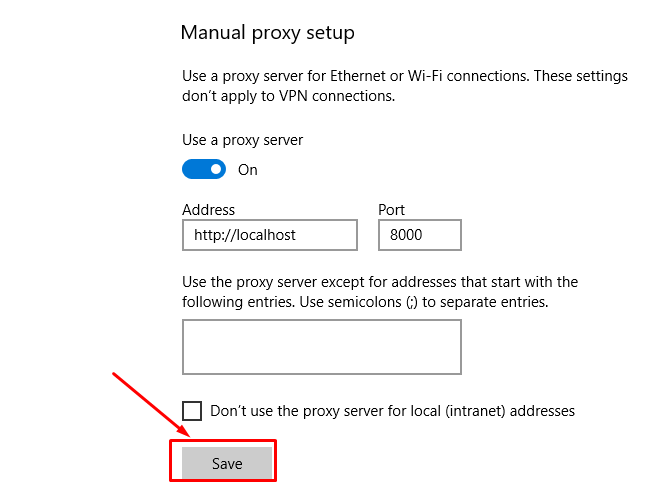 Manual proxy setup
Use a proxy server for Ethernet or Wi-Fi connections. These settings
don't apply to VPN connections.
Use a proxy server
On
Address Port
http://localhost 8000
Use the proxy server except for addresses that start with the
following entries. Use semicolons (;) to separate entries.
Don't use the proxy server for local (intranet) addresses
Save